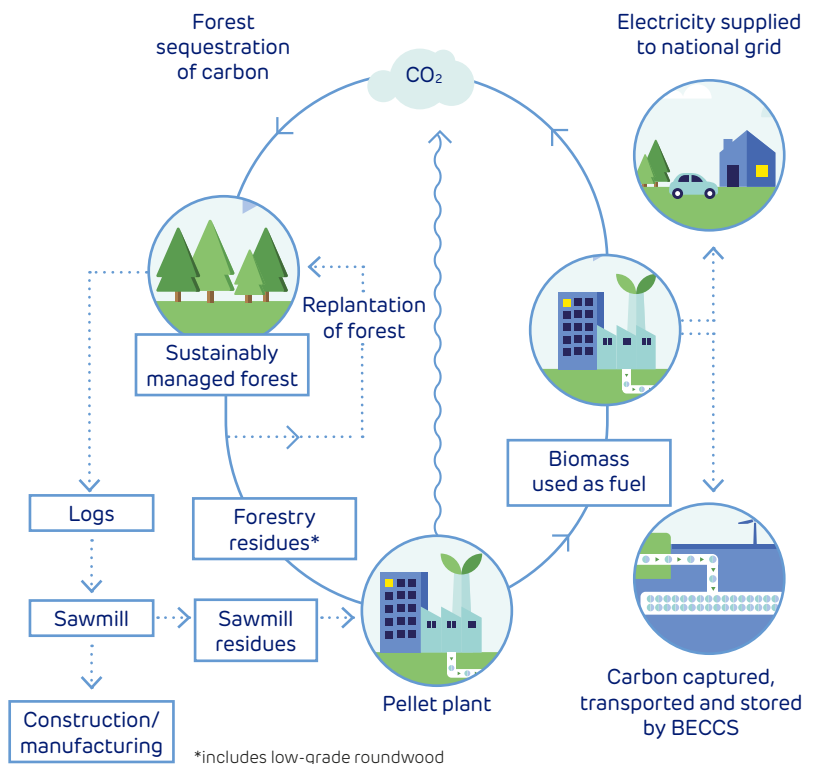 Forest
sequestration
of carbon
CO₂
Electricity supplied
to national grid
Replantation
of forest
Sustainably
managed forest
Biomass
used as fuel
Logs
Forestry
residues*
Sawmill
Sawmill
residues
Pellet plant
Carbon captured,
transported and stored
by BECCS
Construction/
manufacturing
*includes low-grade roundwood